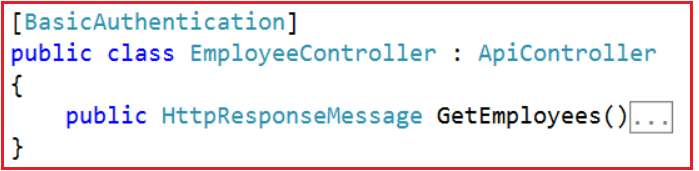 [BasicAuthentication]
public class EmployeeController : ApiController
{
public HttpResponseMessage GetEmployees()...
}